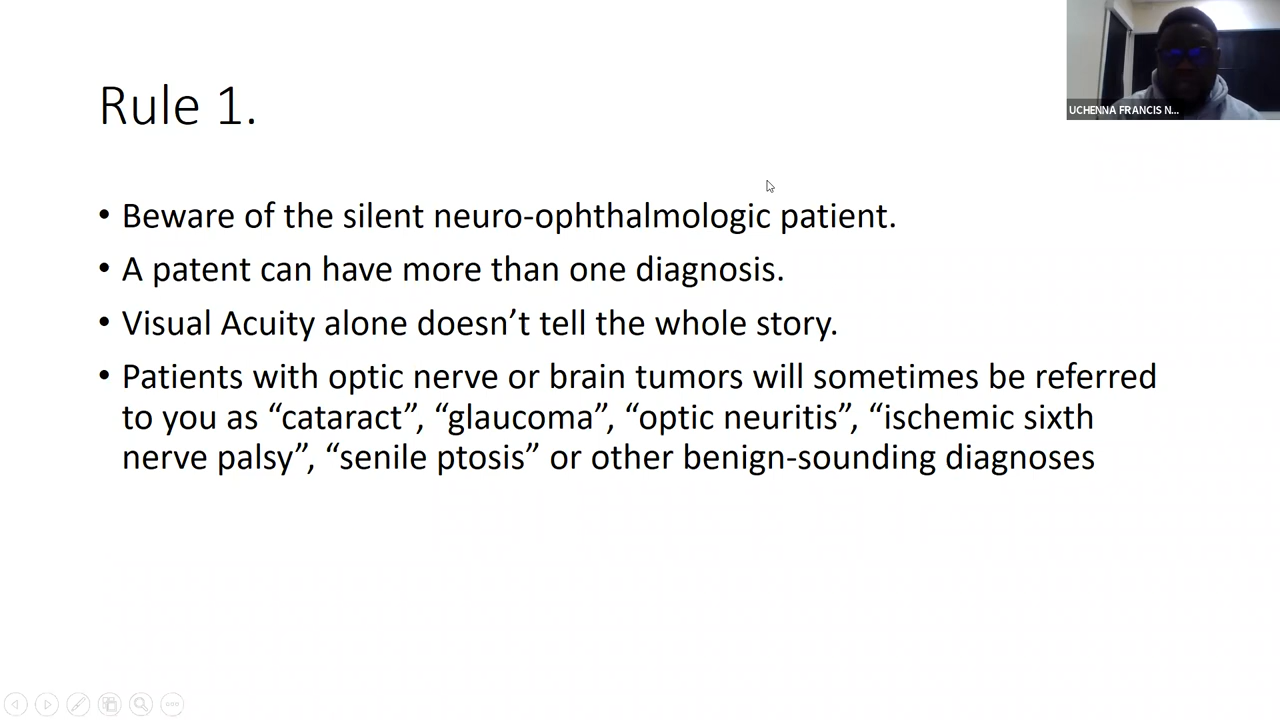 Rule 1.
UCHENNA FRANCIS N...
• Beware of the silent neuro-ophthalmologic patient.
• A patent can have more than one diagnosis.
• Visual Acuity alone doesn’t tell the whole story.
• Patients with optic nerve or brain tumors will sometimes be referred
to you as “cataract”, “glaucoma”, “optic neuritis”, “ischemic sixth
nerve palsy”, “senile ptosis” or other benign-sounding diagnoses